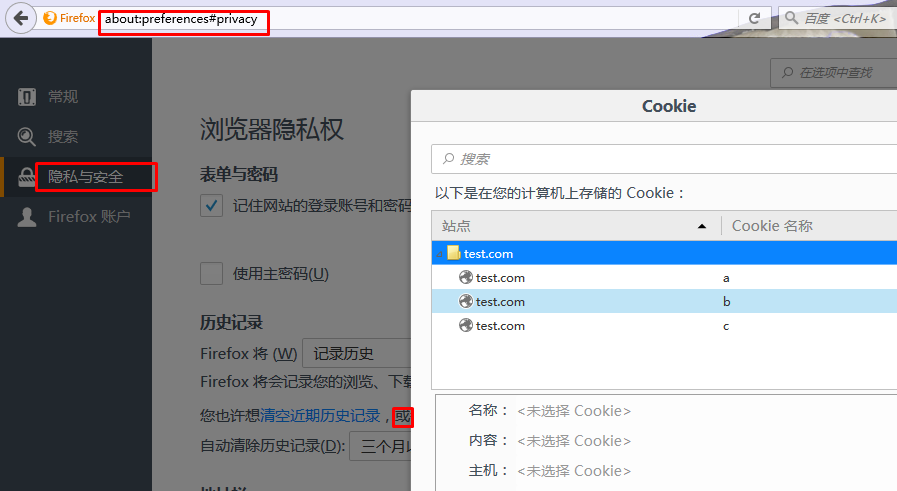 Firefox about:preferences#privacy
百度 <Ctrl+K>
在选项中查找
常规
搜索
隐私与安全
Firefox 账户
浏览器隐私权
表单与密码
记住网站的登录账号和密码
使用主密码(U)
历史记录
Firefox 将 (W) 记录历史
Firefox 将会记录您的浏览、下载
您也许想清空近期历史记录，或
自动清除历史记录(D): 三个月以
Cookie
搜索
以下是在您的计算机上存储的 Cookie：
站点 Cookie 名称
test.com
test.com a
test.com b
test.com c
名称： <未选择 Cookie>
内容： <未选择 Cookie>
主机： <未选择 Cookie>